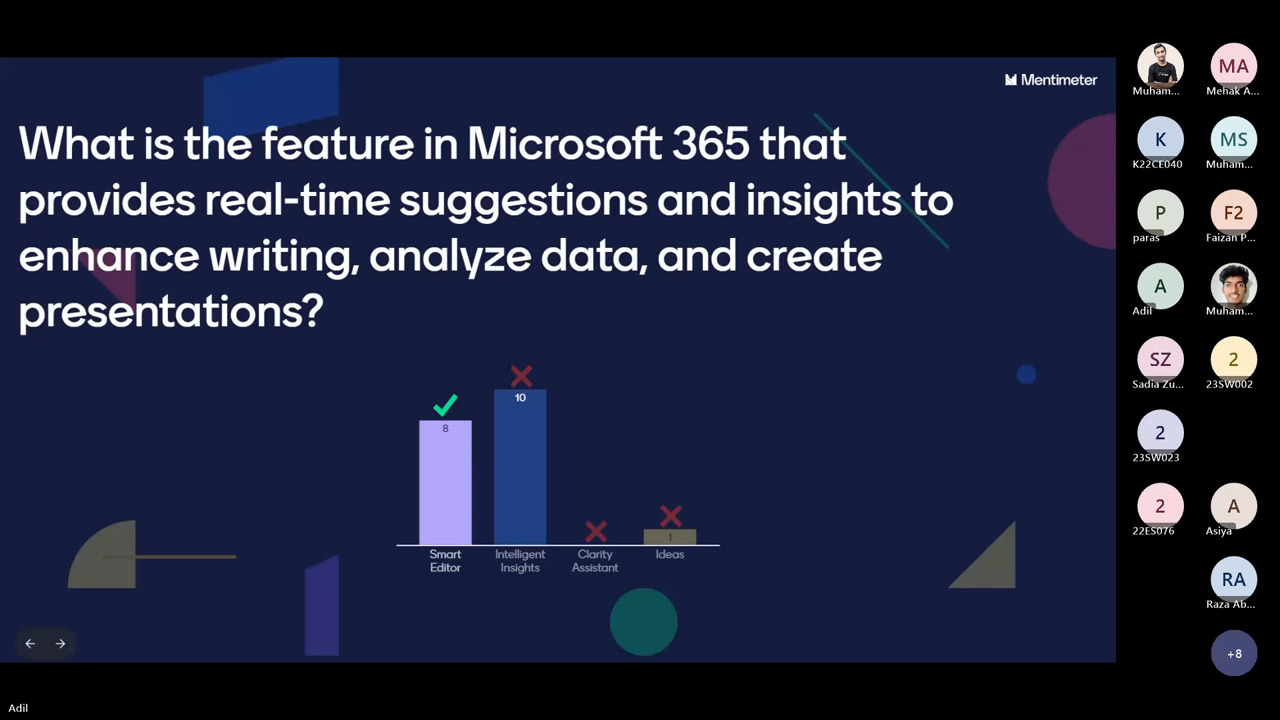 Mentimeter
What is the feature in Microsoft 365 that
provides real-time suggestions and insights to
enhance writing, analyze data, and create
presentations?
8
10
1
Smart
Editor
Intelligent
Insights
Clarity
Assistant
Ideas
Muham...
MA
Mehak A...
K
K22CE040
MS
Muham...
P
paras
F2
Faizan P...
A
Adil
Muham...
SZ
Sadia Zu...
2
23SW002
2
23SW023
2
22ES076
A
Asiya
RA
Raza Ab...
+8
Adil